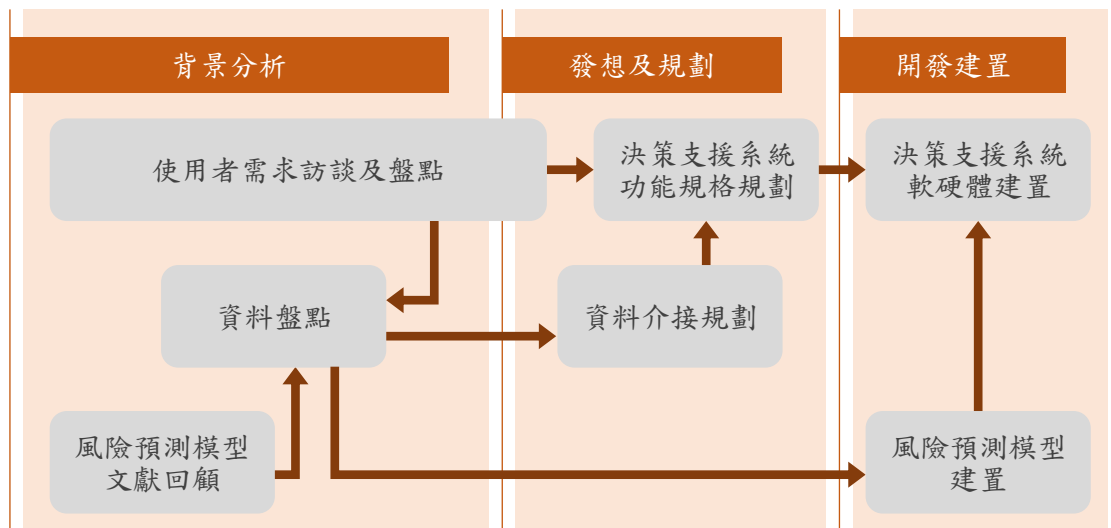 背景分析
發想及規劃
開發建置
使用者需求訪談及盤點
決策支援系統
功能規格規劃
決策支援系統
軟硬體建置
資料盤點
資料介接規劃
風險預測模型
文獻回顧
風險預測模型
建置